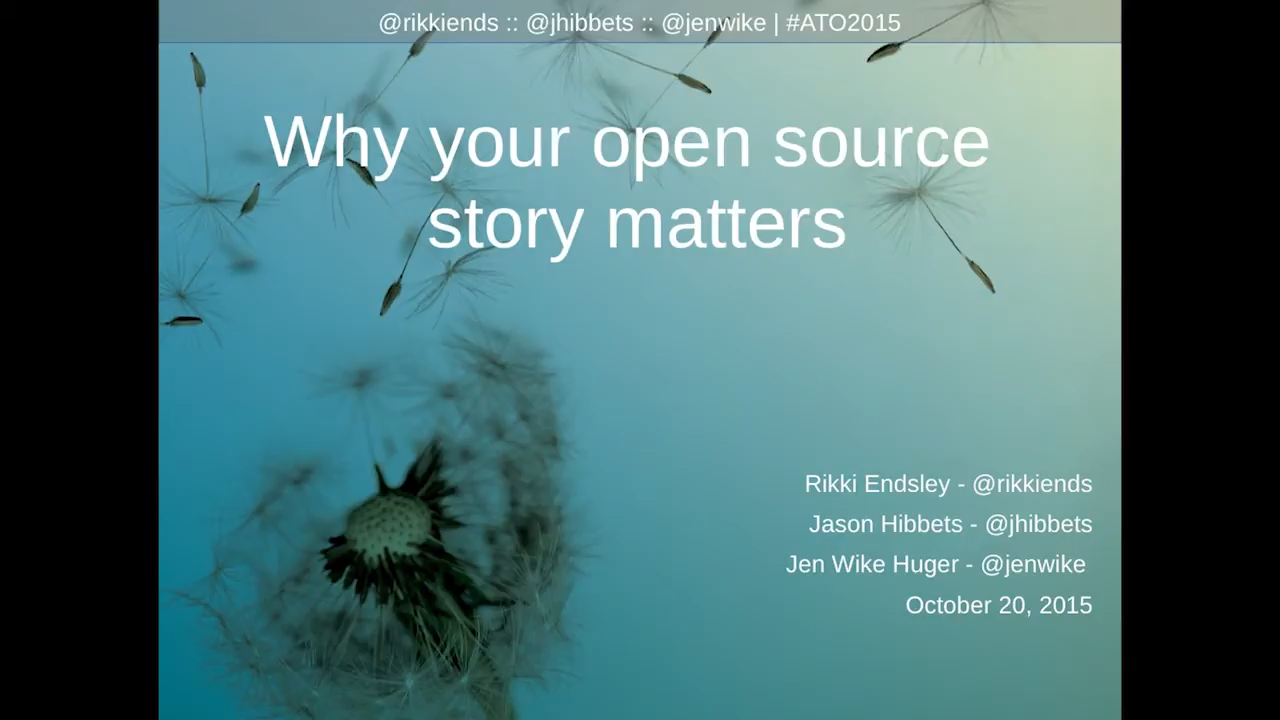 @rikkiends :: @jhibbets :: @jenwike | #ATO2015
Why your open source
story matters
Rikki Endsley - @rikkiends
Jason Hibbets - @jhibbets
Jen Wike Huger - @jenwike
October 20, 2015